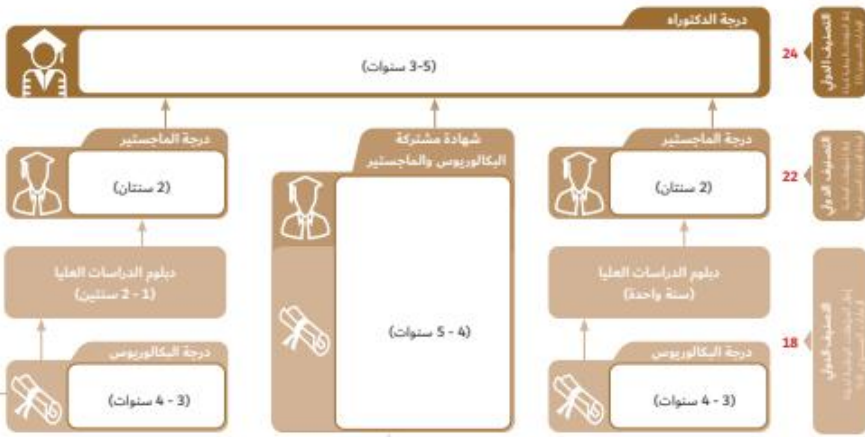 درجة الدكتوراه
(3-5 سنوات)
24
التصنيف الدولي
درجة الماجستير
(2 سنتان)
شهادة مشتركة
البكالوريوس والماجستير
(4 - 5 سنوات)
درجة الماجستير
(2 سنتان)
22
التصنيف الدولي
دبلوم الدراسات العليا
(سنة واحدة)
دبلوم الدراسات العليا
(1 - 2 سنتين)
18
التصنيف الدولي
درجة البكالوريوس
(3 - 4 سنوات)
درجة البكالوريوس
(3 - 4 سنوات)